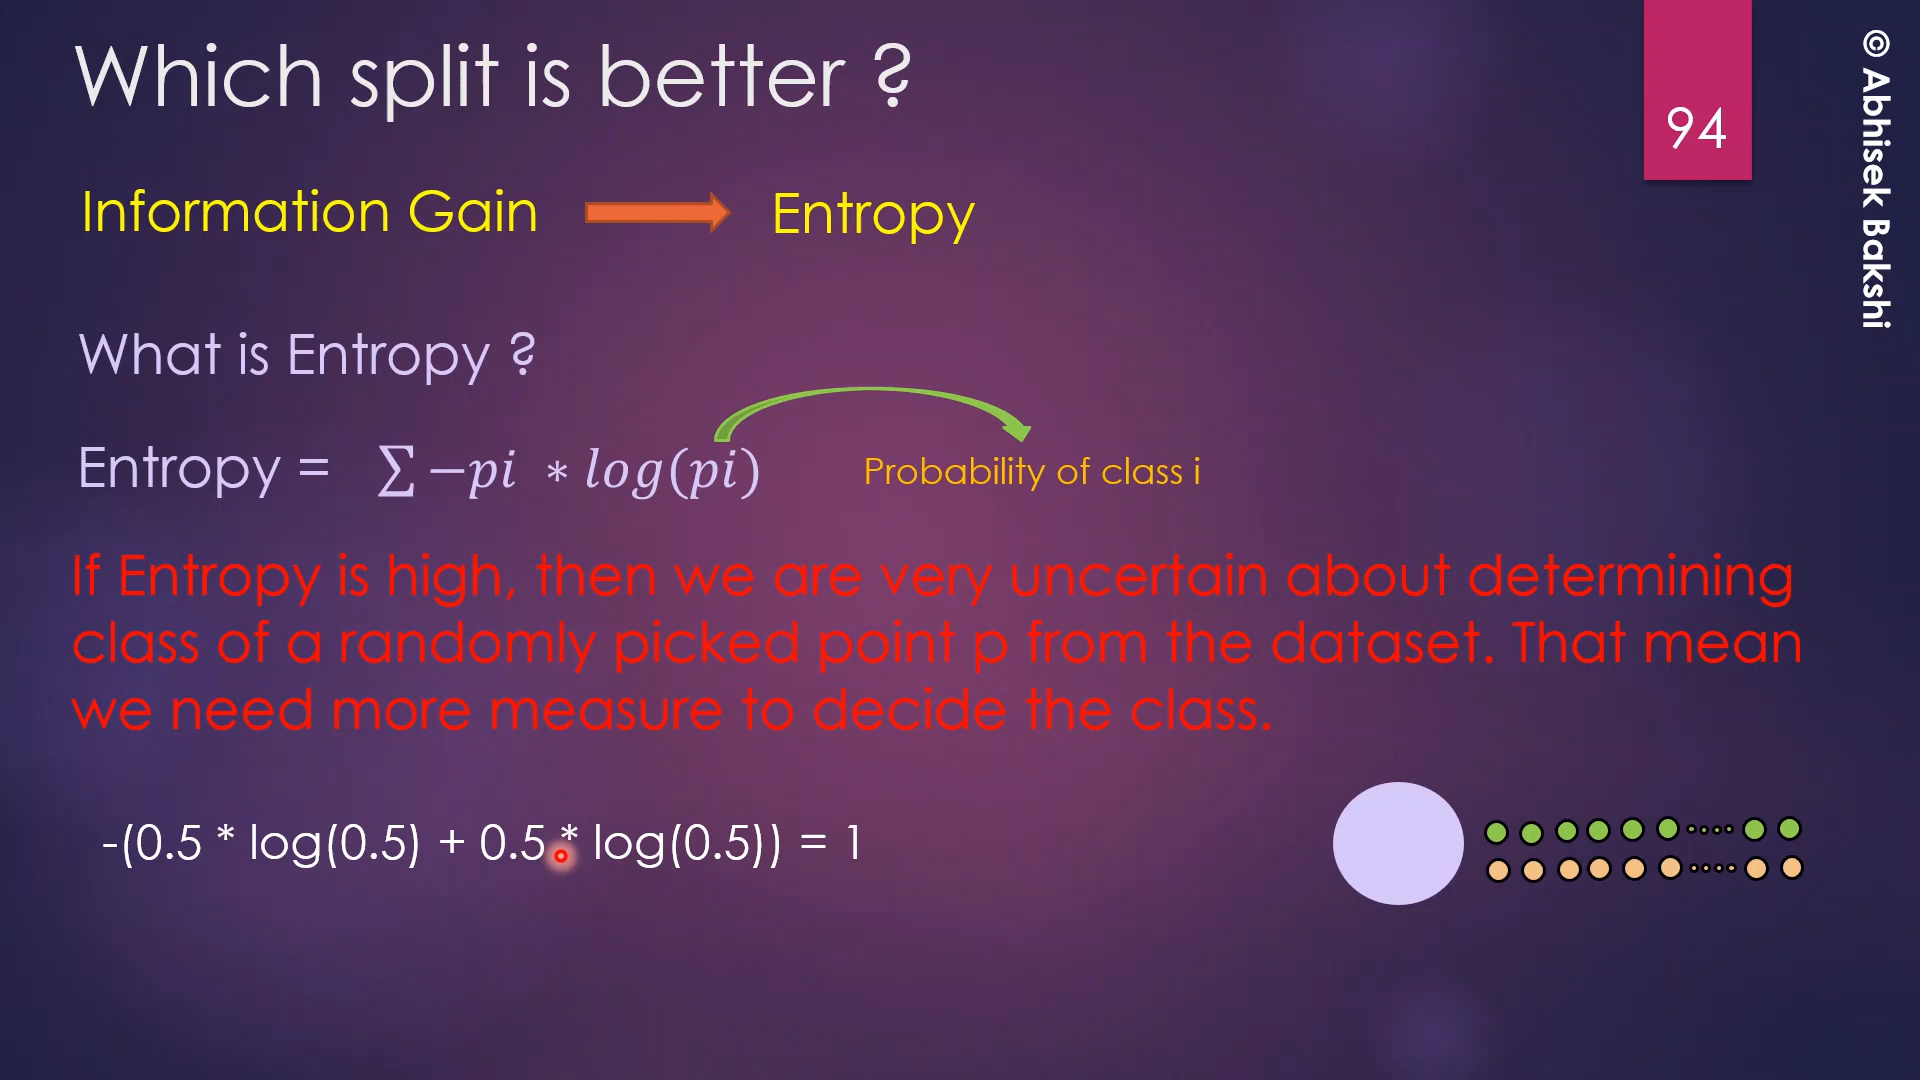 Which split is better ?
94
© Abhisek Bakshi
Information Gain
Entropy
What is Entropy ?
Entropy = ∑ −pi ∗ log(pi)
Probability of class i
If Entropy is high, then we are very uncertain about determining
class of a randomly picked point p from the dataset. That mean
we need more measure to decide the class.
-(0.5 * log(0.5) + 0.5 * log(0.5)) = 1